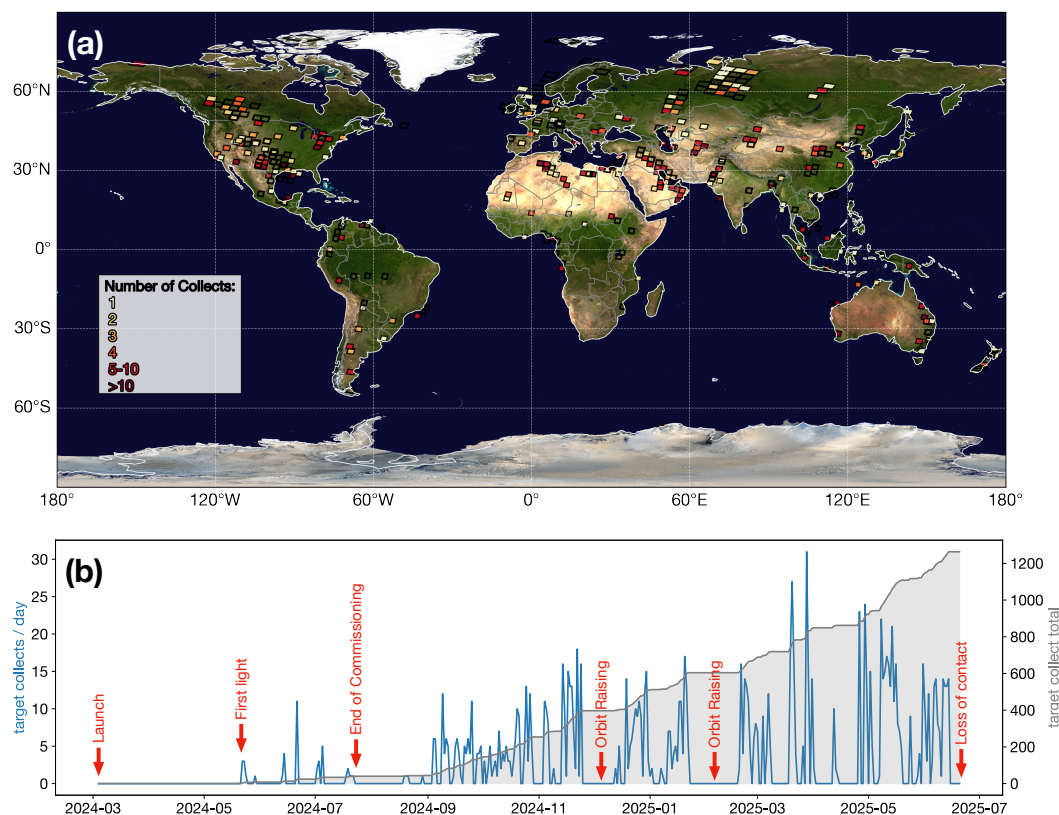 (a)
60°N
30°N
0°
30°S
60°S
Number of Collects:
1
2
3
4
5-10
>10
180° 120°W 60°W 0° 60°E 120°E 180°
(b)
target collects / day
30
25
20
15
10
5
0
Launch
First light
End of Commissioning
Orbit Raising
Orbit Raising
Loss of contact
1200
1000
800
600
400
200
0
target collect total
2024-03 2024-05 2024-07 2024-09 2024-11 2025-01 2025-03 2025-05 2025-07